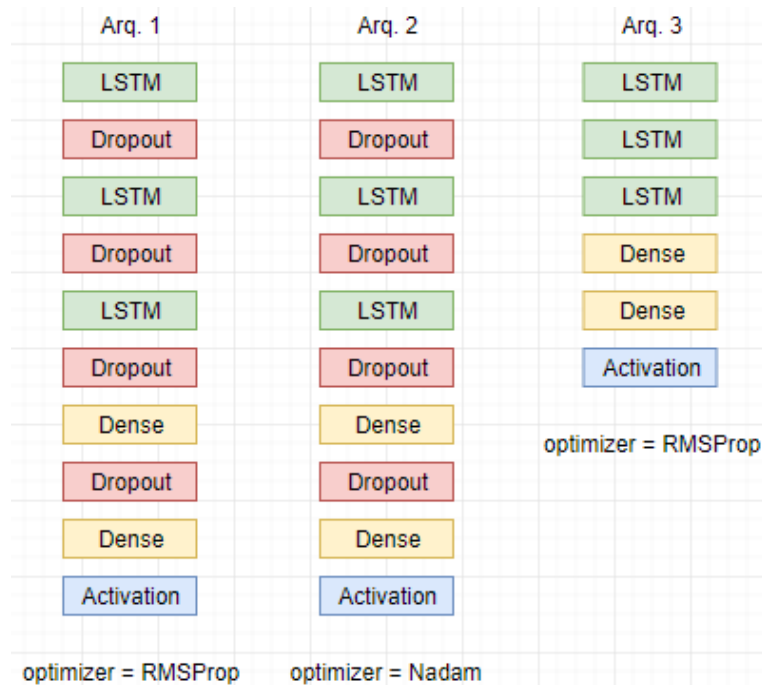 Arq. 1
LSTM
Dropout
LSTM
Dropout
LSTM
Dropout
Dense
Dropout
Dense
Activation
optimizer = RMSProp
Arq. 2
LSTM
Dropout
LSTM
Dropout
LSTM
Dropout
Dense
Dropout
Dense
Activation
optimizer = Nadam
Arq. 3
LSTM
LSTM
LSTM
Dense
Dense
Activation
optimizer = RMSProp